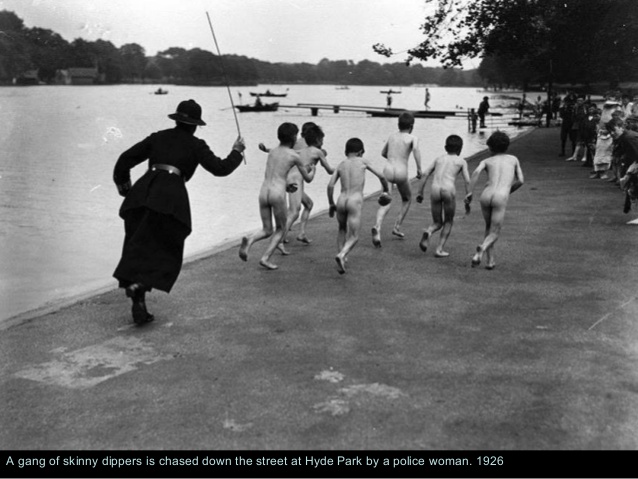 A gang of skinny dippers is chased down the street at Hyde Park by a police woman. 1926